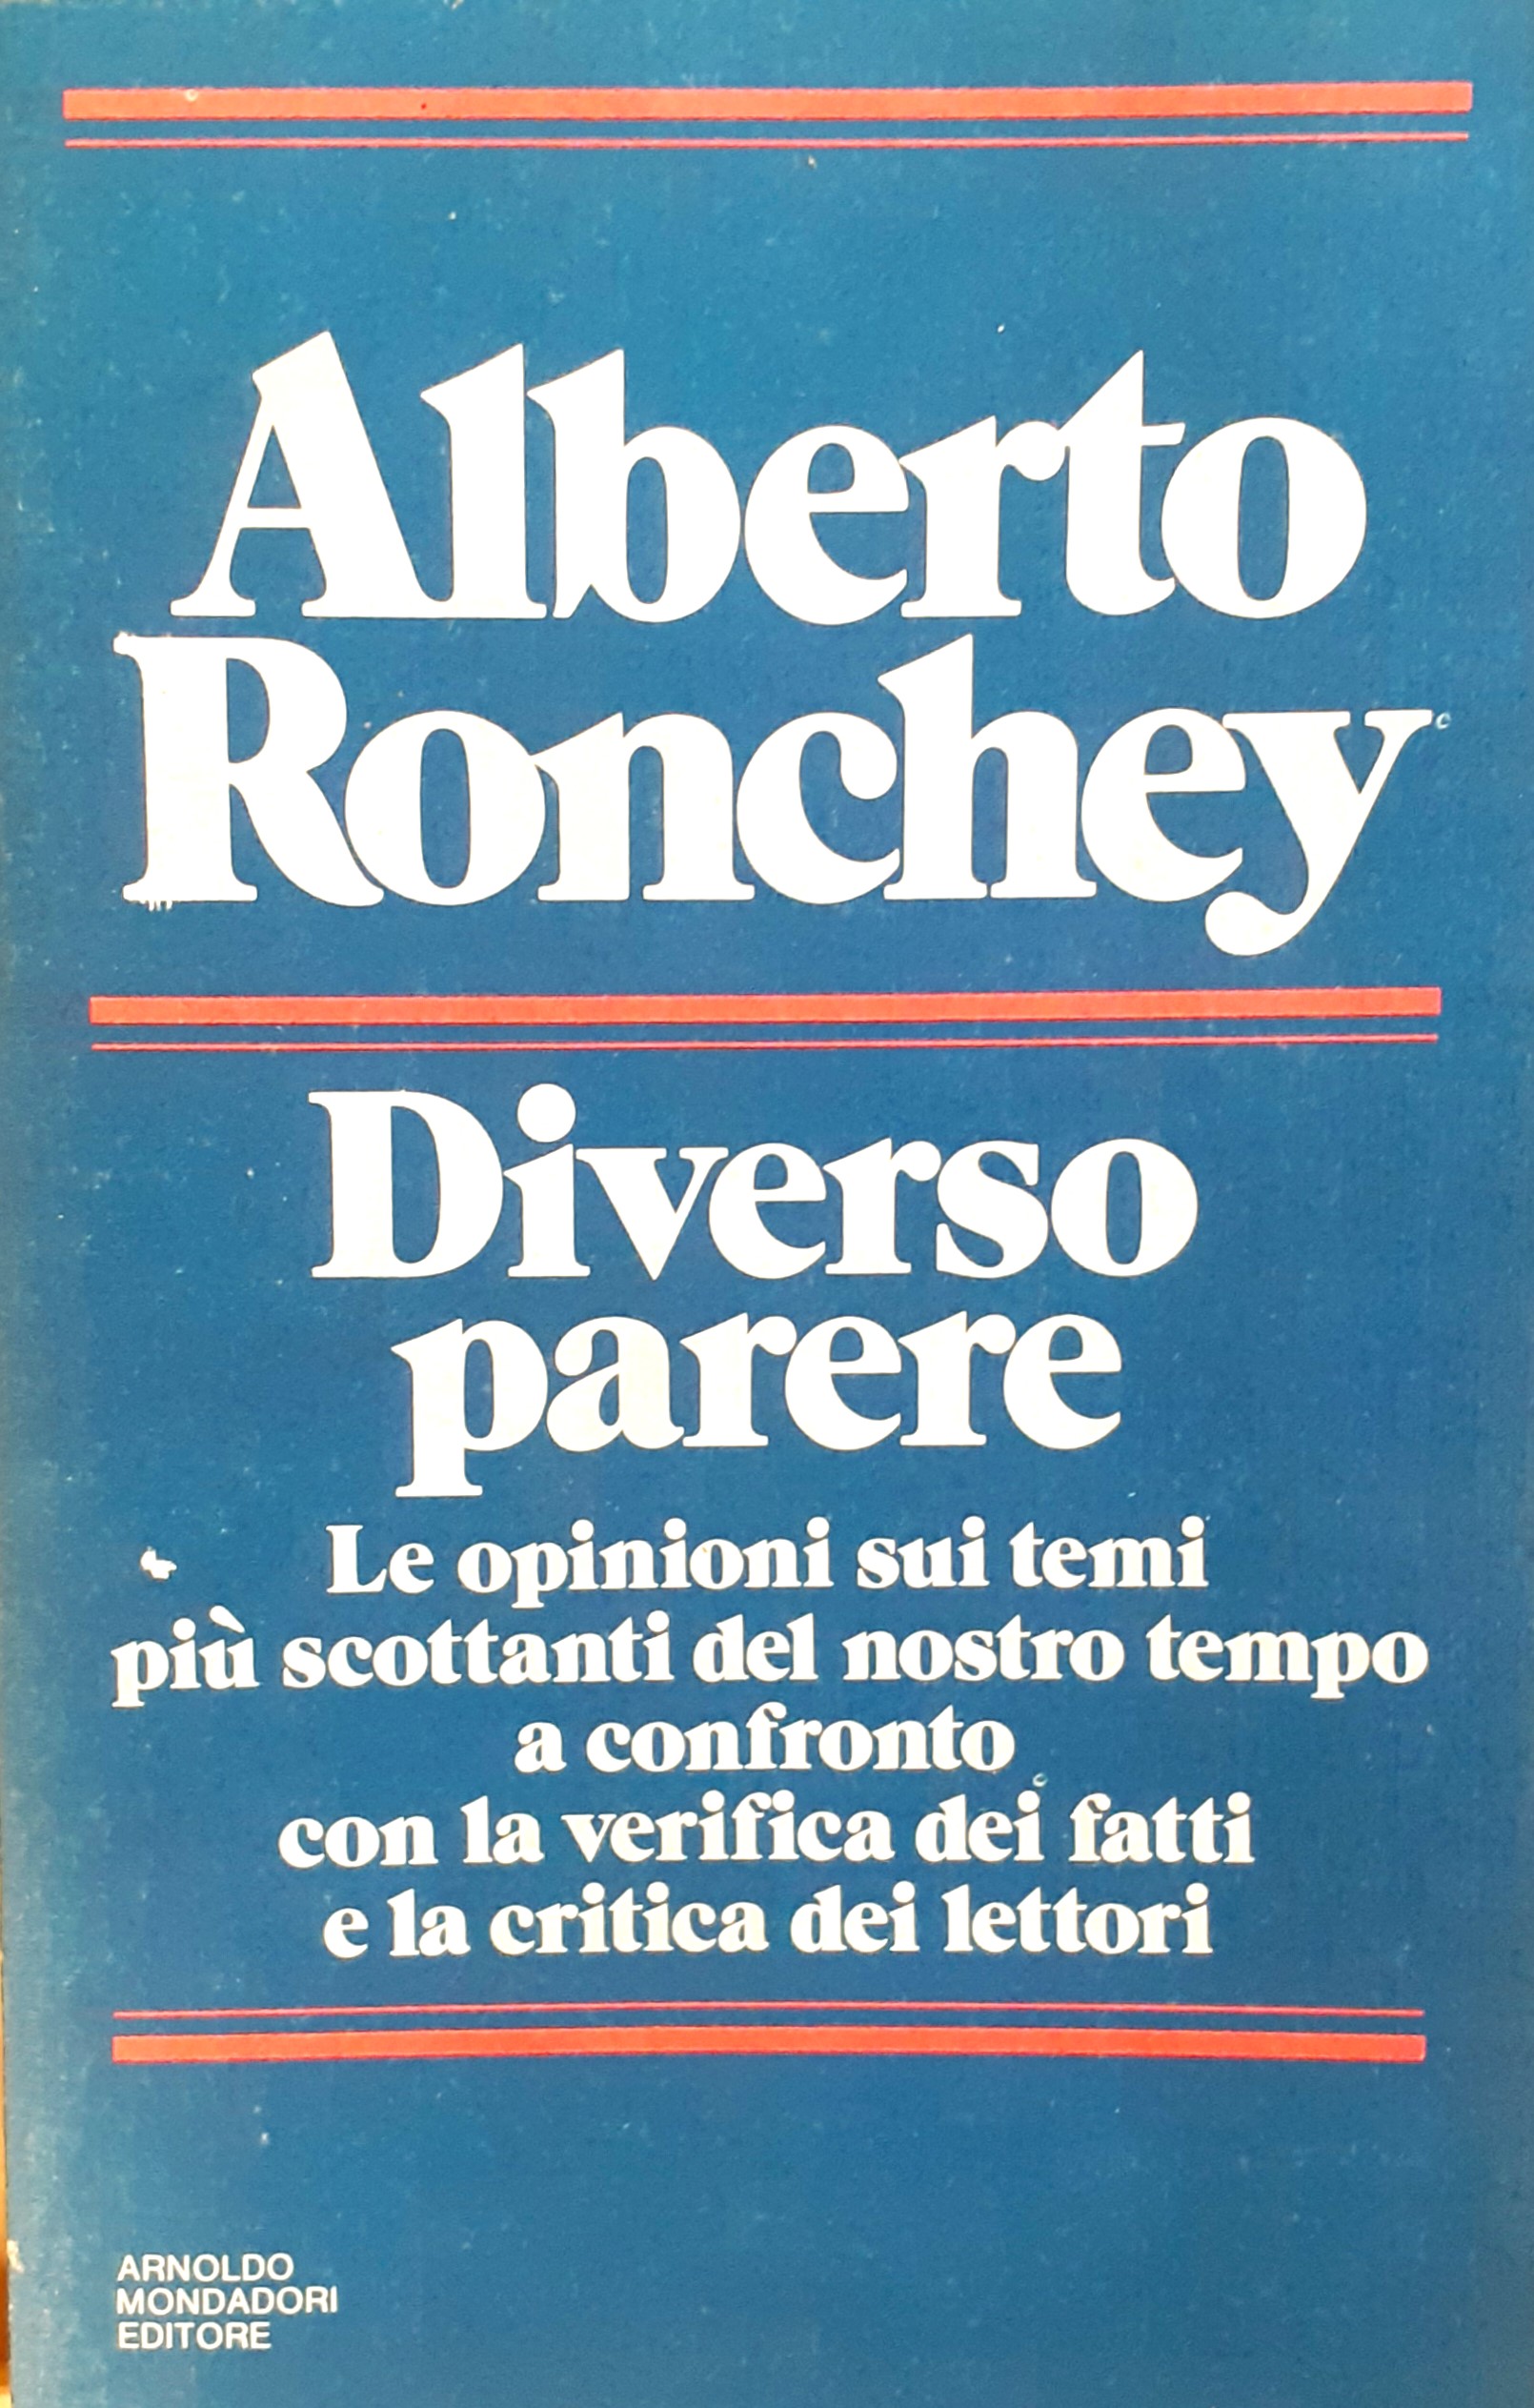 Alberto
Ronchey
Diverso
parere
Le opinioni sui temi
più scottanti del nostro tempo
a confronto
con la verifica dei fatti
e la critica dei lettori
ARNOLDO
MONDADORI
EDITORE